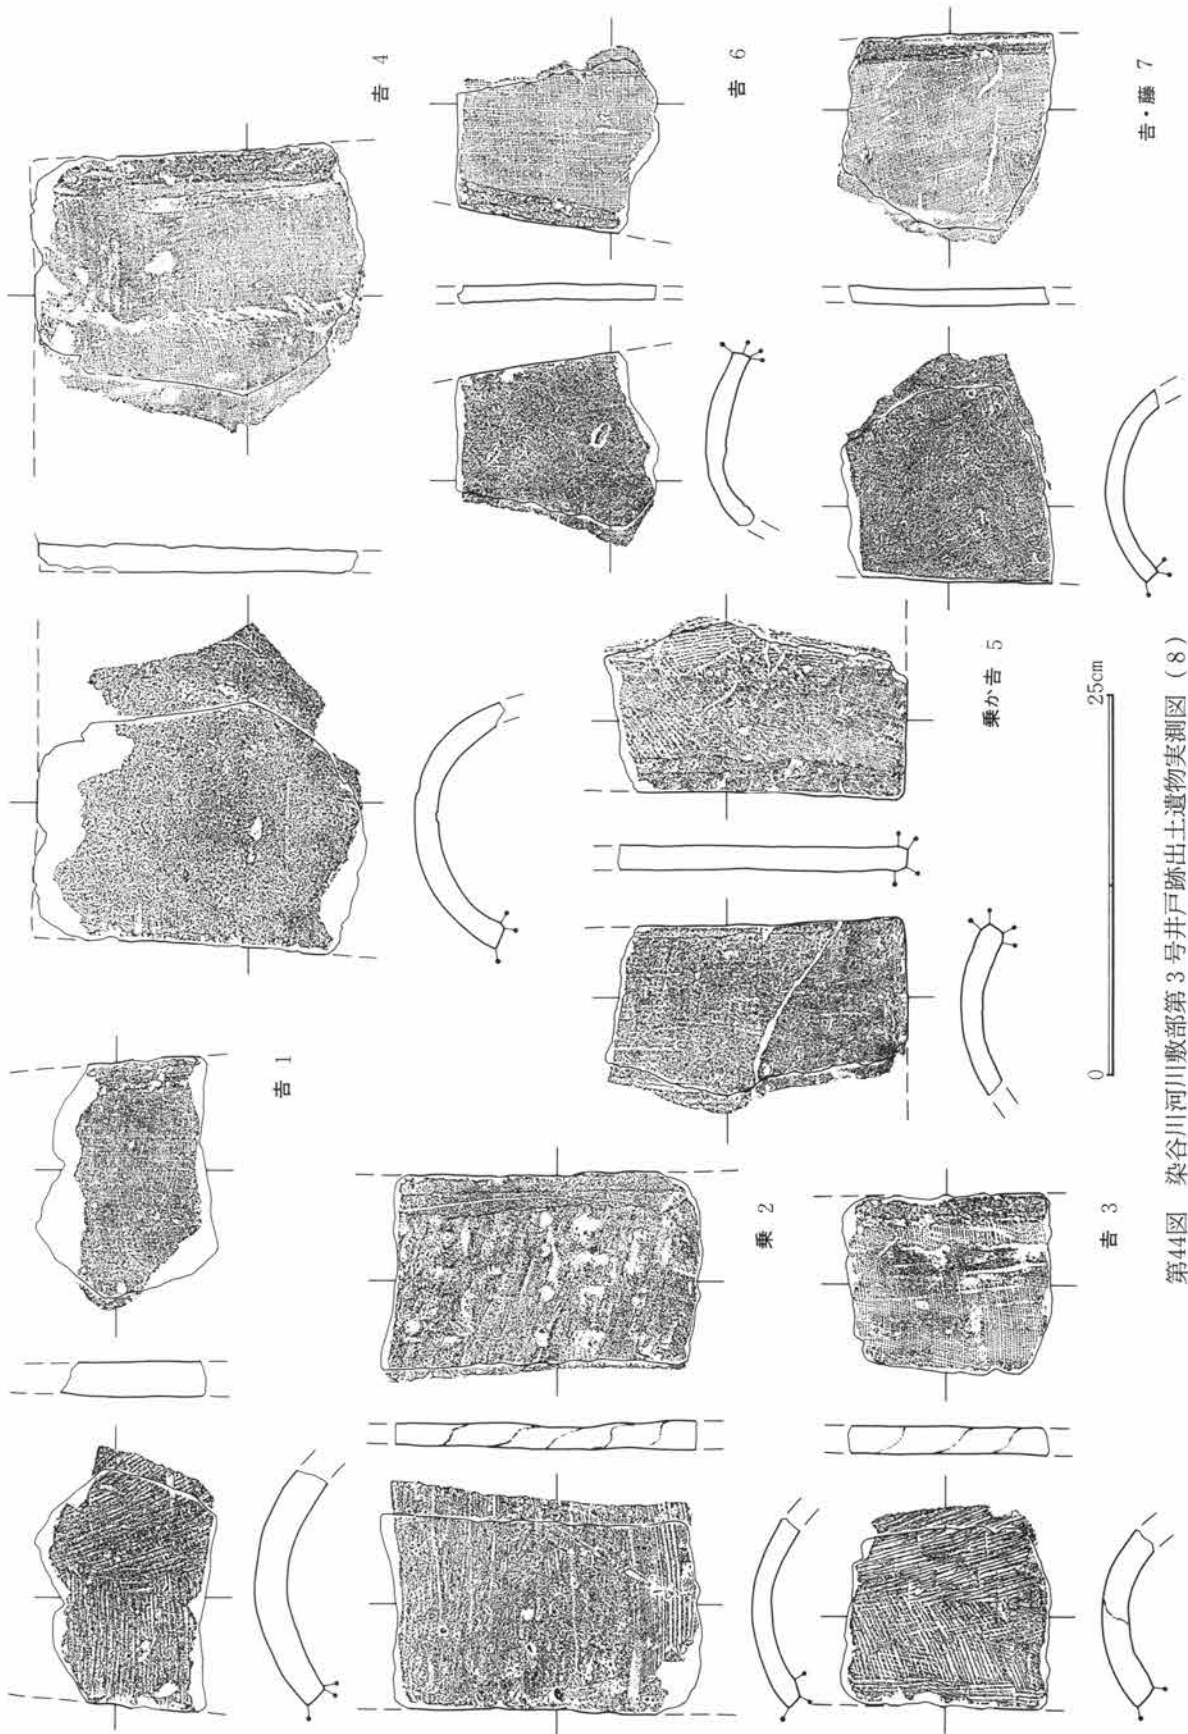 吉 1
乗 2
吉 3
吉 4
乗か吉 5
吉 6
吉・藤 7
0 25cm
第44図 染谷川河川敷部第3号井戸跡出土遺物実測図(8)